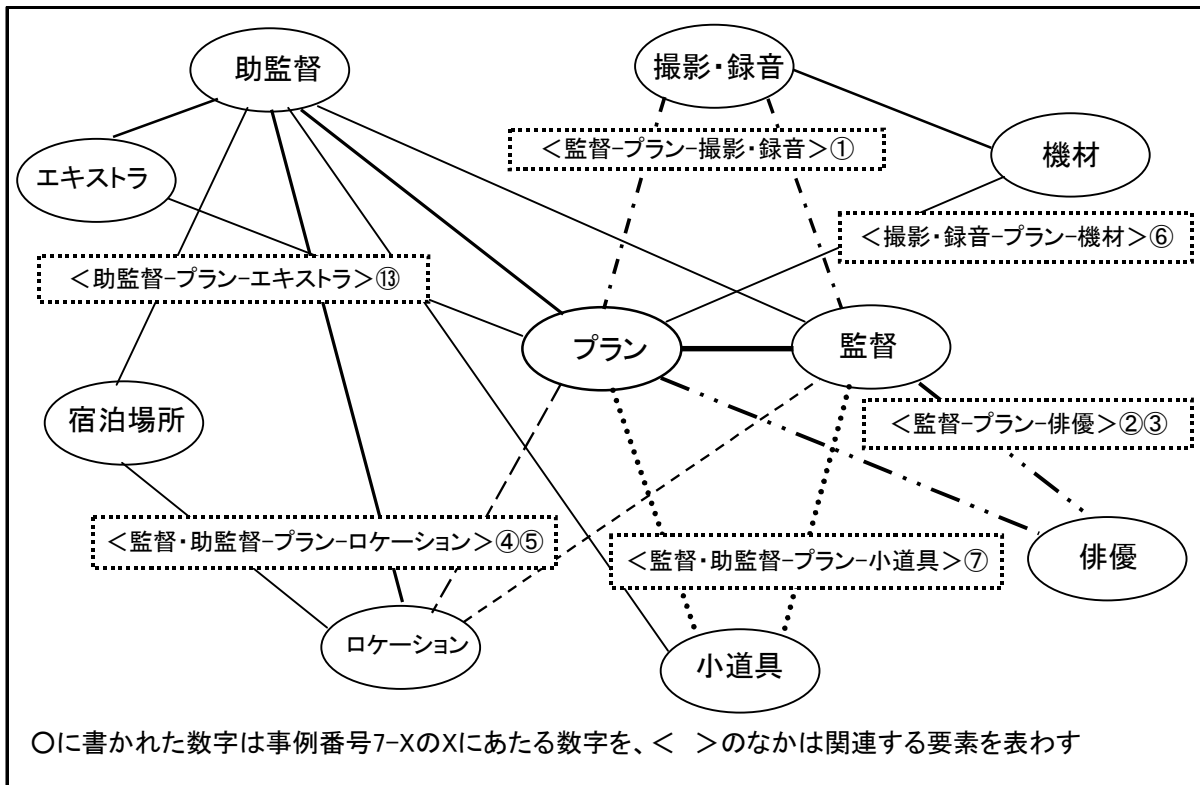 助監督
撮影・録音
<監督-プラン-撮影・録音>①
機材
エキストラ
<撮影・録音-プラン-機材>⑥
<助監督-プラン-エキストラ>⑬
プラン
監督
宿泊場所
<監督-プラン-俳優>②③
<監督・助監督-プラン-ロケーション>④⑤
<監督・助監督-プラン-小道具>⑦
俳優
ロケーション
小道具
○に書かれた数字は事例番号7-XのXにあたる数字を、<　>のなかは関連する要素を表わす